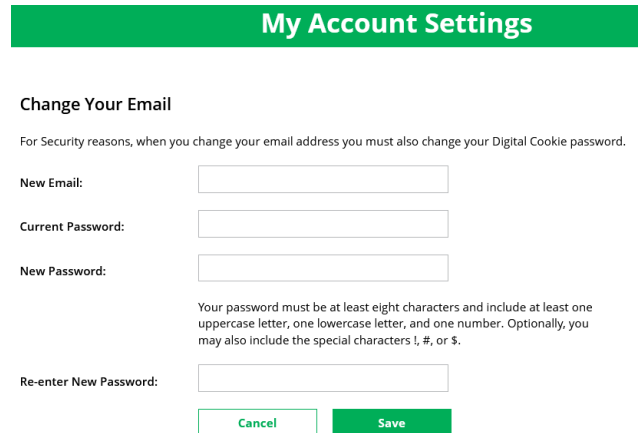 My Account Settings
Change Your Email
For Security reasons, when you change your email address you must also change your Digital Cookie password.
New Email:
Current Password:
New Password:
Your password must be at least eight characters and include at least one
uppercase letter, one lowercase letter, and one number. Optionally, you
may also include the special characters !, #, or $.
Re-enter New Password:
Cancel Save